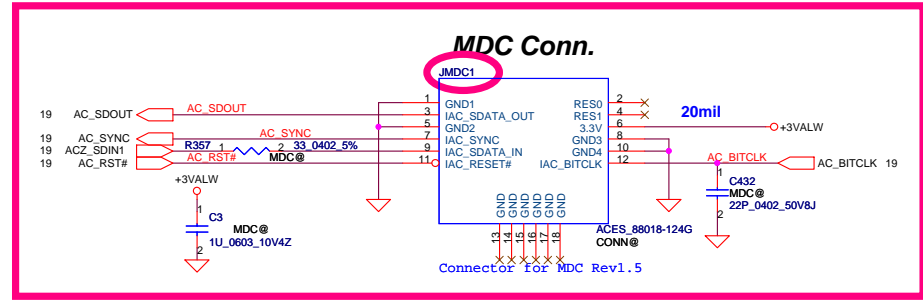 MDC Conn.
JMDC1
1 GND1 RES0 2
19 AC_SDOUT AC_SDOUT 3 IAC_SDATA_OUT RES1 4 20mil
5 GND2 3.3V 6 +3VALW
19 AC_SYNC AC_SYNC 7 IAC_SYNC GND3 8
19 ACZ_SDIN1 R357 1 2 33_0402_5% 9 IAC_SDATA_IN GND4 10
19 AC_RST# AC_RST# MDC@ 11 IAC_RESET# IAC_BITCLK 12 AC_BITCLK AC_BITCLK 19
+3VALW
1
C3
MDC@
1U_0603_10V4Z
2
1
C432
MDC@
22P_0402_50V8J
2
GND GND GND GND GND GND
13 14 15 16 17 18
ACES_88018-124G
CONN@
Connector for MDC Rev1.5